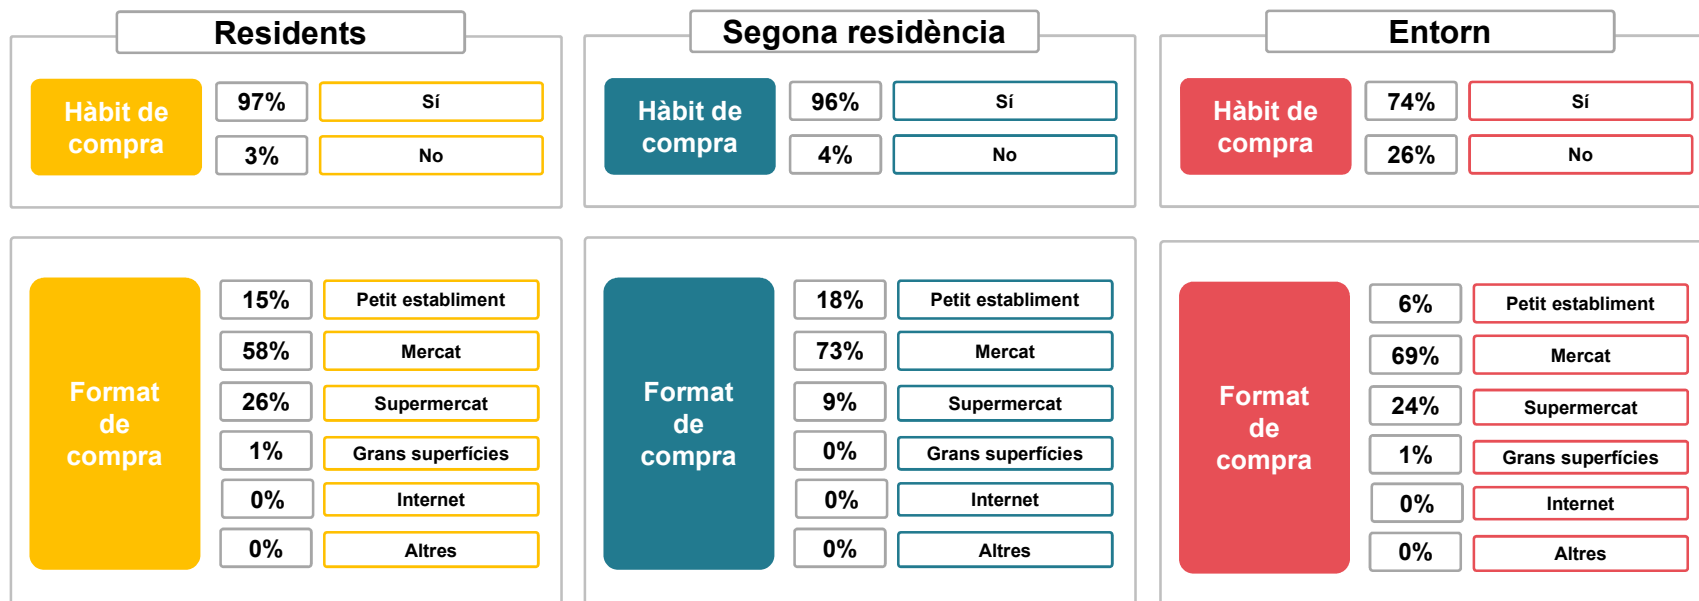 Residents
Hàbit de
compra
97%
Sí
3%
No
Format
de
compra
15%
Petit establiment
58%
Mercat
26%
Supermercat
1%
Grans superfícies
0%
Internet
0%
Altres
Segona residència
Hàbit de
compra
96%
Sí
4%
No
Format
de
compra
18%
Petit establiment
73%
Mercat
9%
Supermercat
0%
Grans superfícies
0%
Internet
0%
Altres
Entorn
Hàbit de
compra
74%
Sí
26%
No
Format
de
compra
6%
Petit establiment
69%
Mercat
24%
Supermercat
1%
Grans superfícies
0%
Internet
0%
Altres